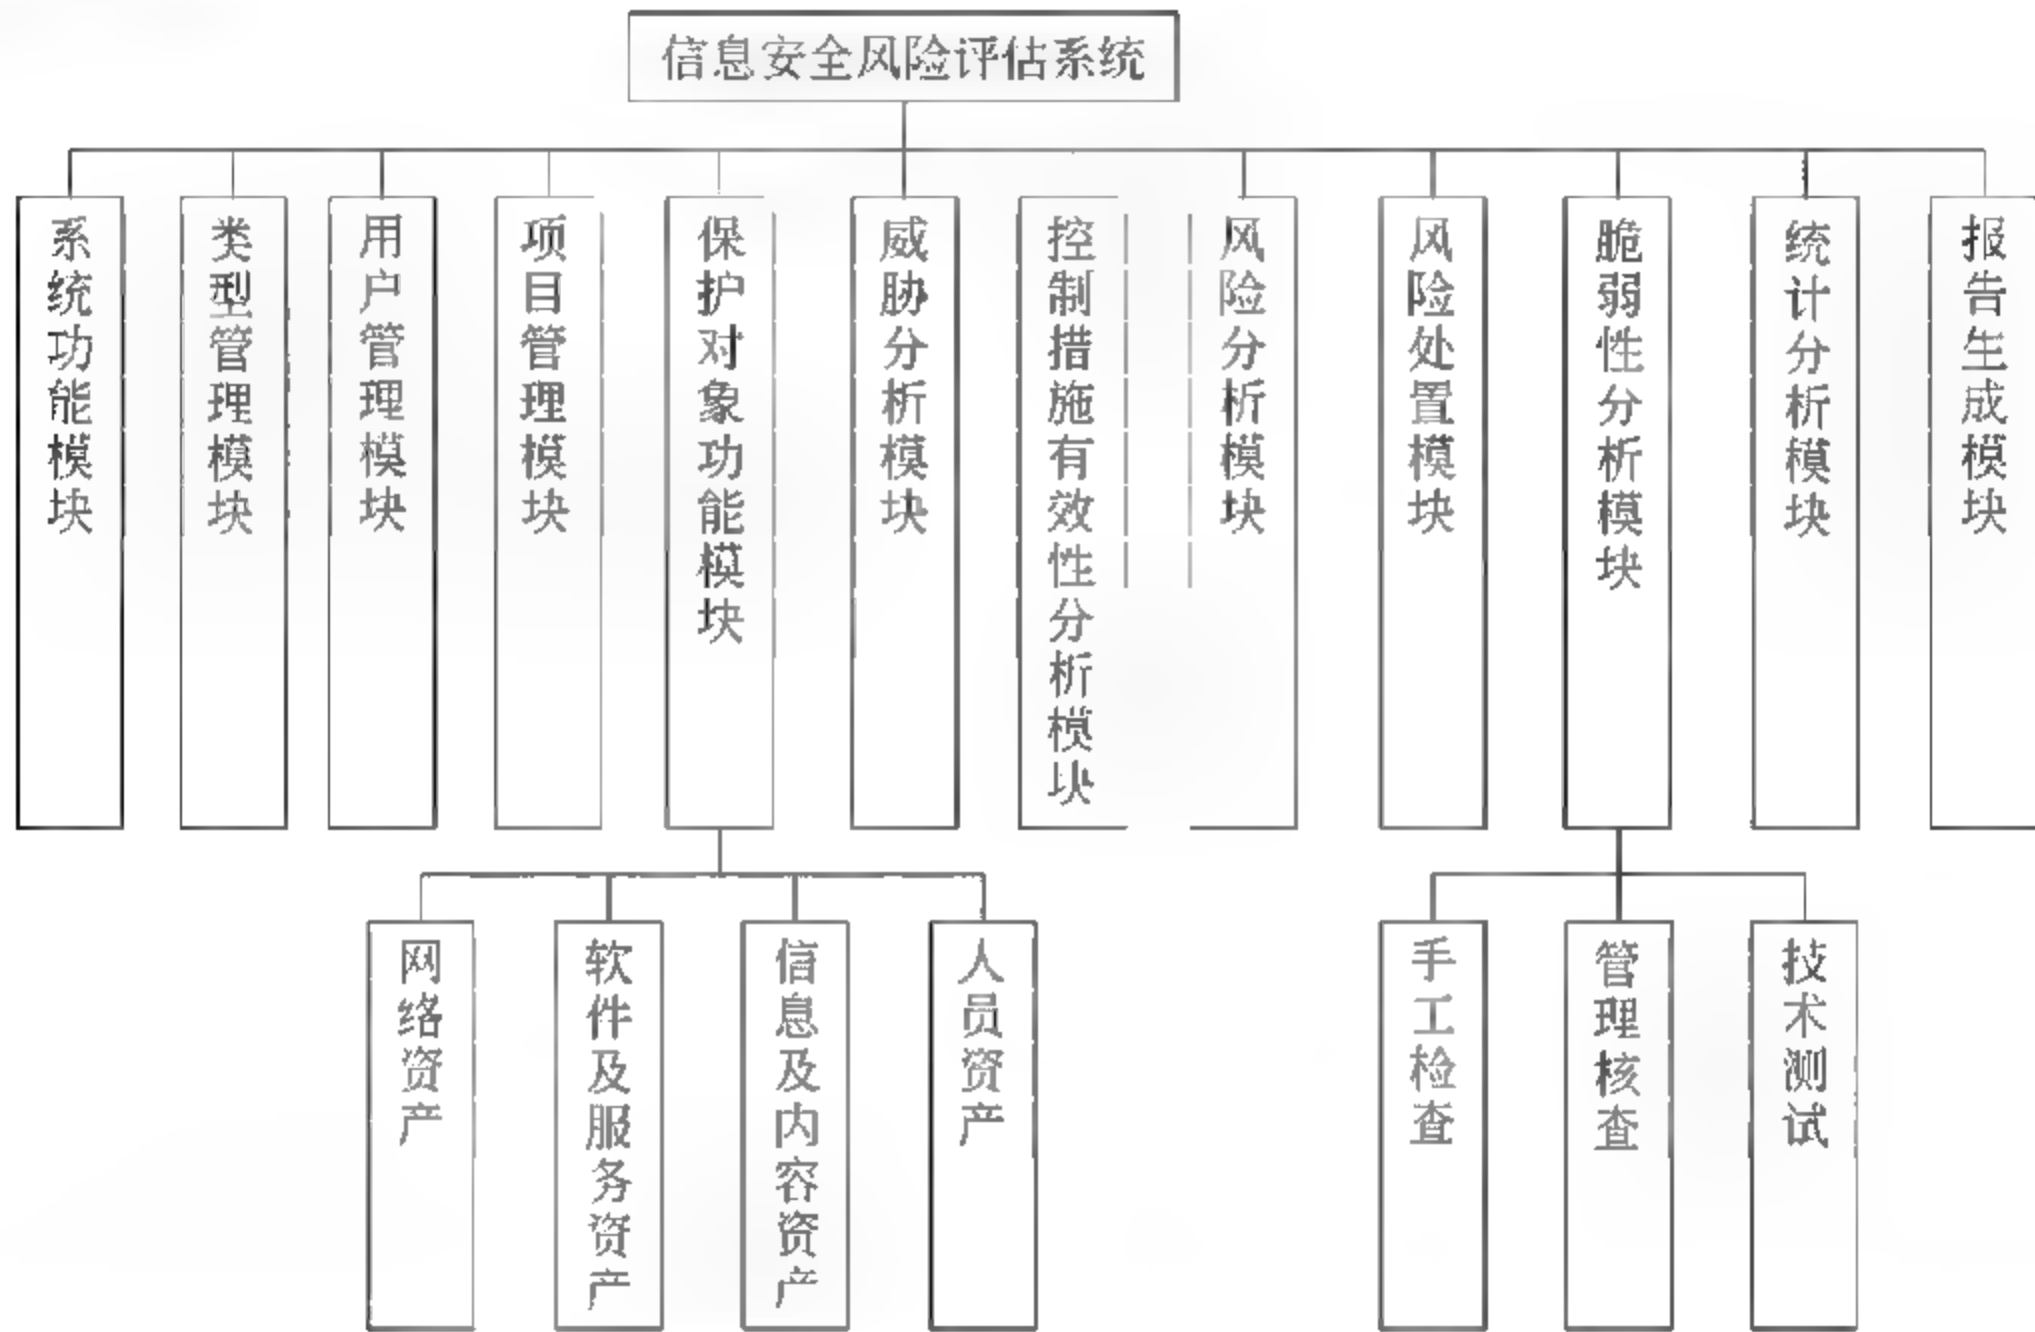 信息安全风险评估系统
系统功能模块
类型管理模块
用户管理模块
项目管理模块
保护对象功能模块
威胁分析模块
控制措施有效性分析模块
风险分析模块
风险处置模块
脆弱性分析模块
统计分析模块
报告生成模块
网络资产
软件及服务资产
信息及内容资产
人员资产
手工检查
管理核查
技术测试